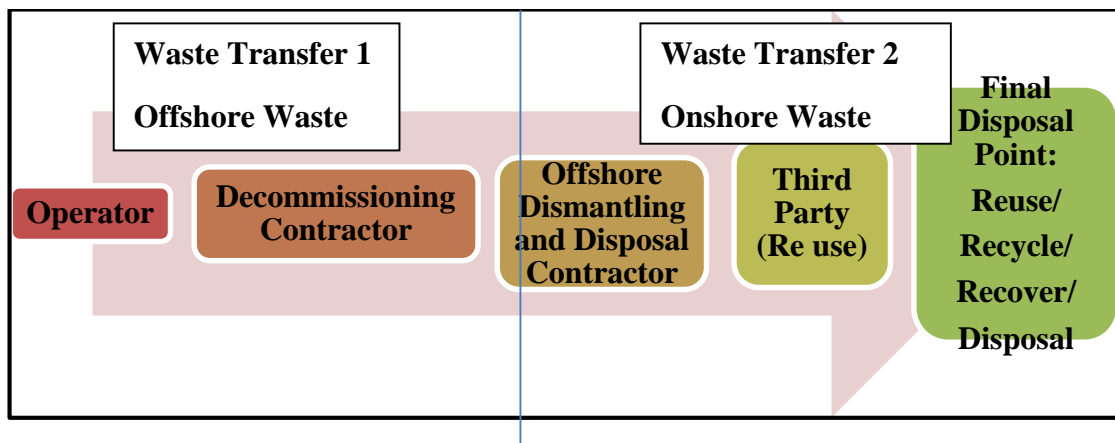 Waste Transfer 1
Offshore Waste
Waste Transfer 2
Onshore Waste
Operator
Decommissioning
Contractor
Offshore
Dismantling
and Disposal
Contractor
Third
Party
(Re use)
Final
Disposal
Point:
Reuse/
Recycle/
Recover/
Disposal